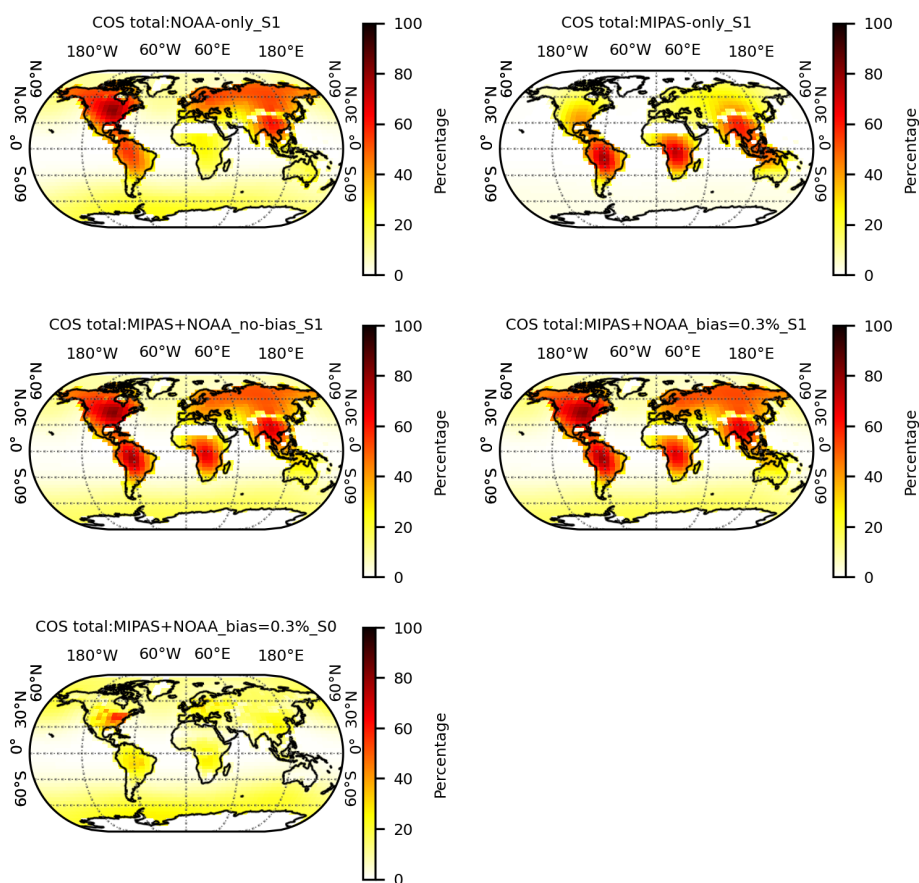 COS total:NOAA-only_S1
180°W 60°W 60°E 180°E
60°N
30°N
0°
60°S
60°N
30°N
0°
60°S
100
80
60
40
20
0
Percentage
COS total:MIPAS-only_S1
180°W 60°W 60°E 180°E
60°N
30°N
0°
60°S
60°N
30°N
0°
60°S
100
80
60
40
20
0
Percentage
COS total:MIPAS+NOAA_no-bias_S1
180°W 60°W 60°E 180°E
60°N
30°N
0°
60°S
60°N
30°N
0°
60°S
100
80
60
40
20
0
Percentage
COS total:MIPAS+NOAA_bias=0.3%_S1
180°W 60°W 60°E 180°E
60°N
30°N
0°
60°S
60°N
30°N
0°
60°S
100
80
60
40
20
0
Percentage
COS total:MIPAS+NOAA_bias=0.3%_S0
180°W 60°W 60°E 180°E
60°N
30°N
0°
60°S
60°N
30°N
0°
60°S
100
80
60
40
20
0
Percentage